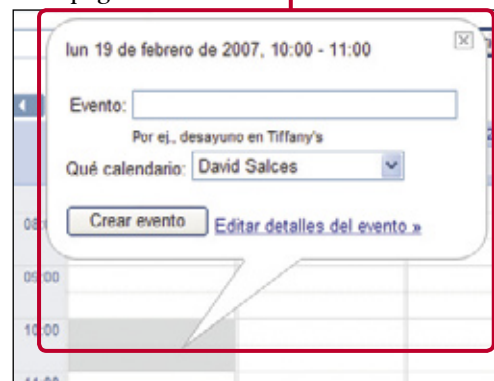 lun 19 de febrero de 2007, 10:00 - 11:00
Evento:
Por ej., desayuno en Tiffany's
Qué calendario: David Salces
Crear evento Editar detalles del evento »
09:00
10:00